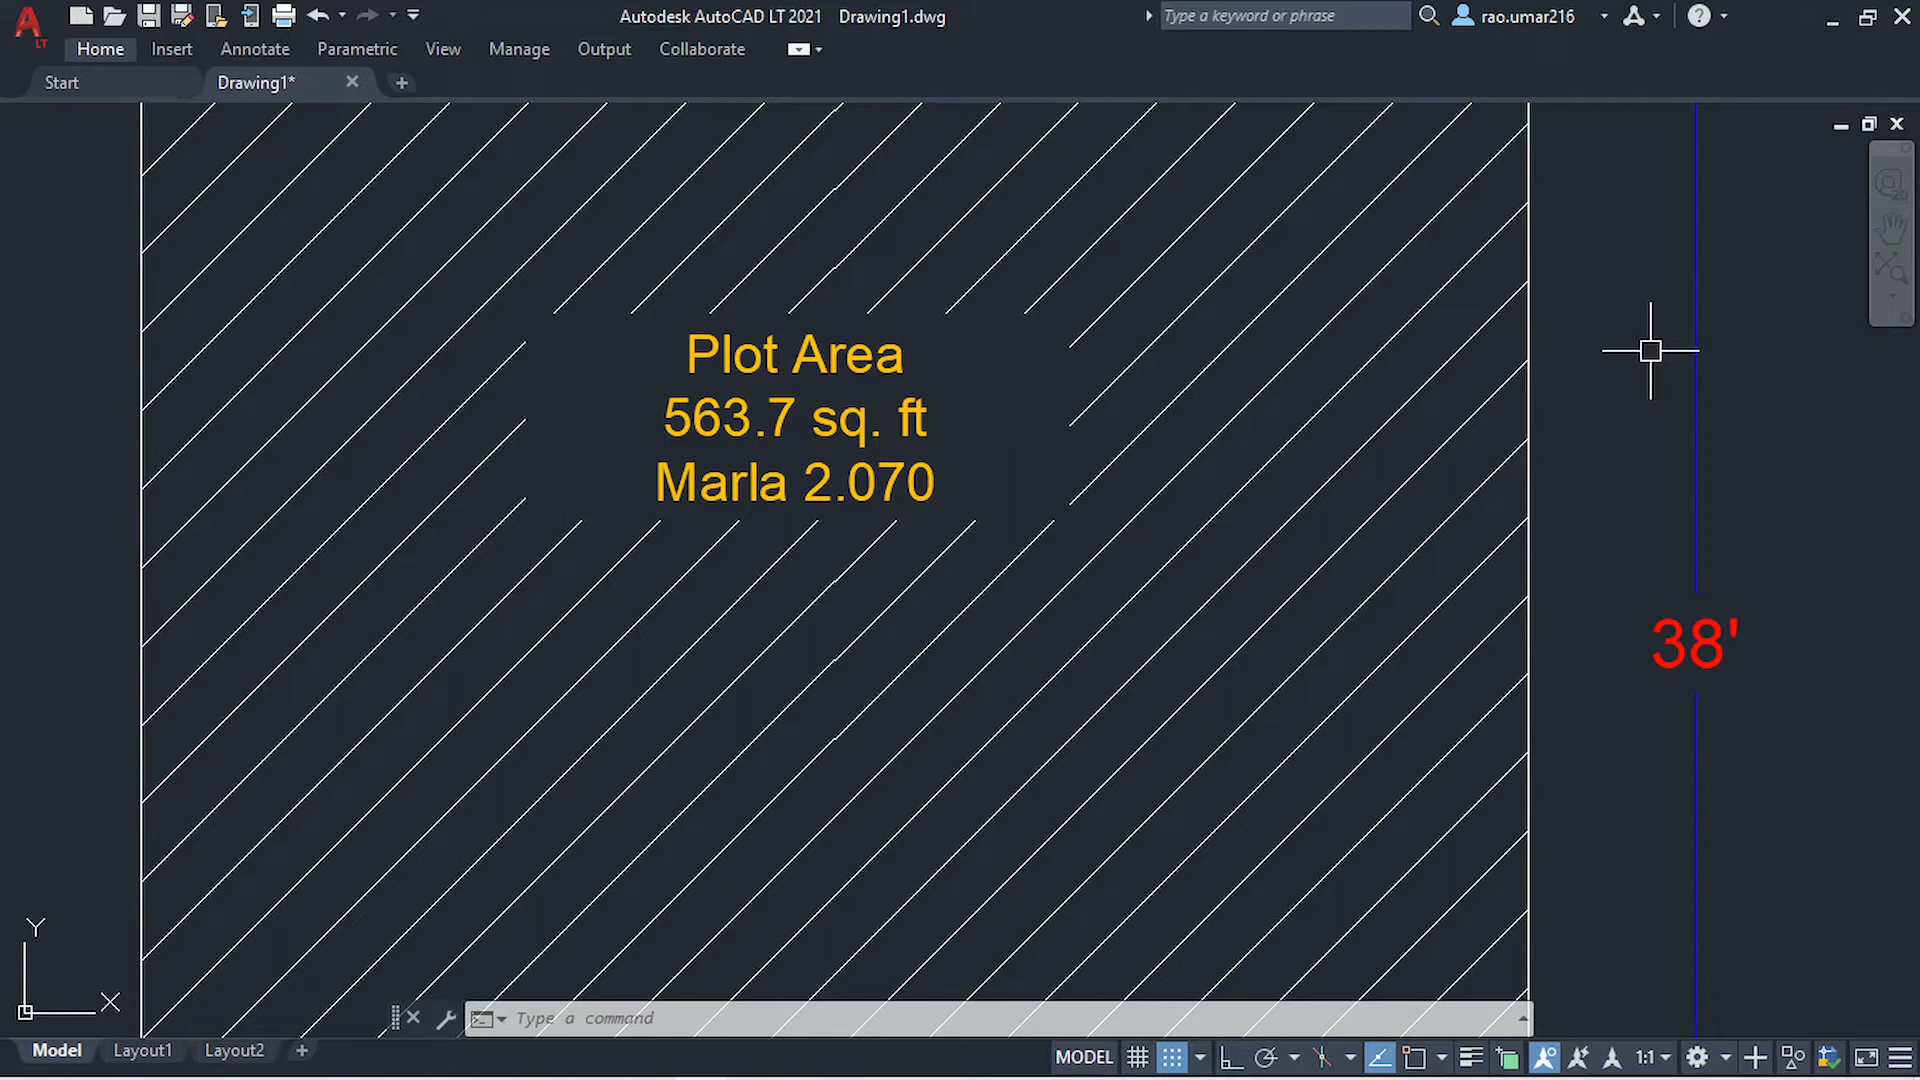 A
LT
Autodesk AutoCAD LT 2021 Drawing1.dwg
Type a keyword or phrase
rao.umar216
?
Home Insert Annotate Parametric View Manage Output Collaborate
Start Drawing1*
2D
Plot Area
563.7 sq. ft
Marla 2.070
38'
Y
X
Type a command
Model Layout1 Layout2
MODEL
1:1